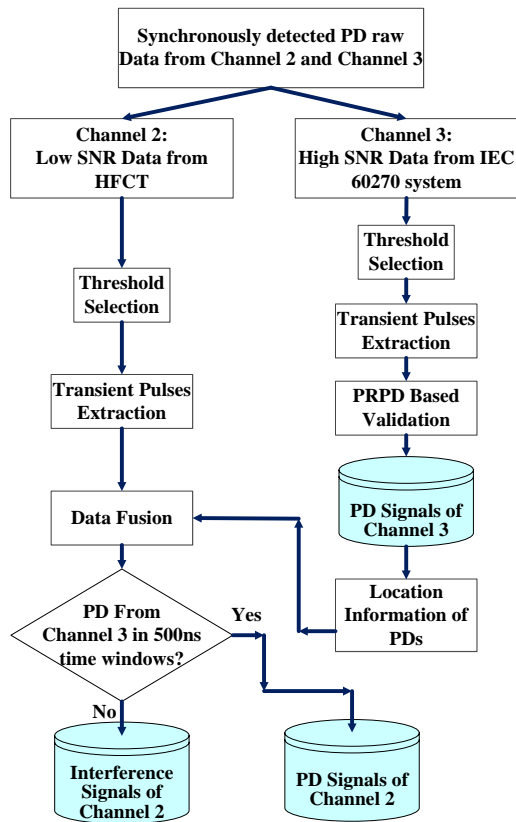 Synchronously detected PD raw
Data from Channel 2 and Channel 3
Channel 2:
Low SNR Data from
HFCT
Channel 3:
High SNR Data from IEC
60270 system
Threshold
Selection
Transient Pulses
Extraction
Threshold
Selection
Transient Pulses
Extraction
PRPD Based
Validation
PD Signals of
Channel 3
Location
Information of
PDs
Data Fusion
PD From
Channel 3 in 500ns
time windows?
Yes
No
Interference
Signals of
Channel 2
PD Signals of
Channel 2